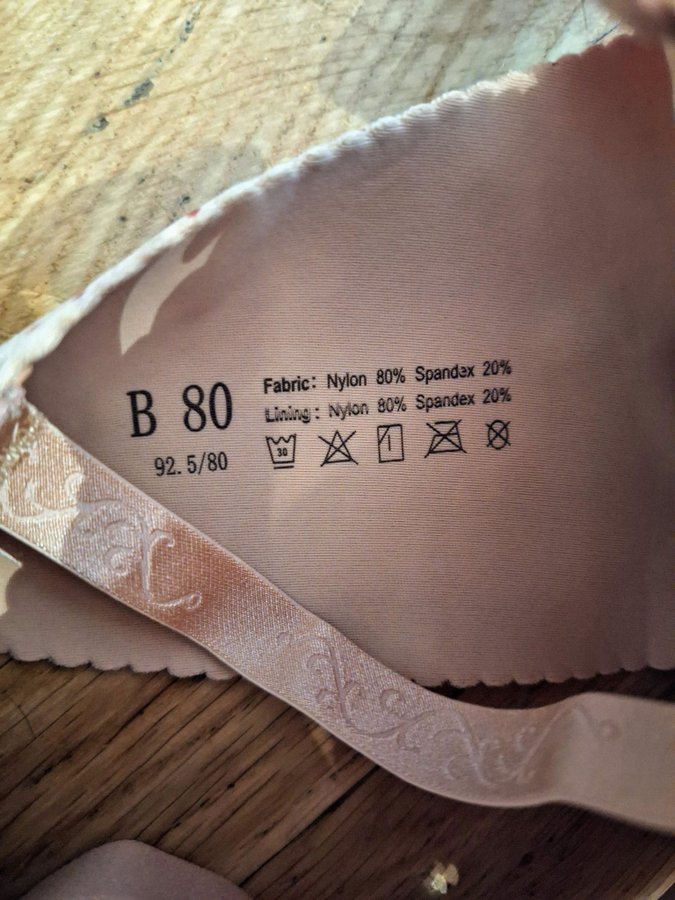 B 80
92.5/80
Fabric: Nylon 80% Spandex 20%
Lining: Nylon 80% Spandex 20%
30